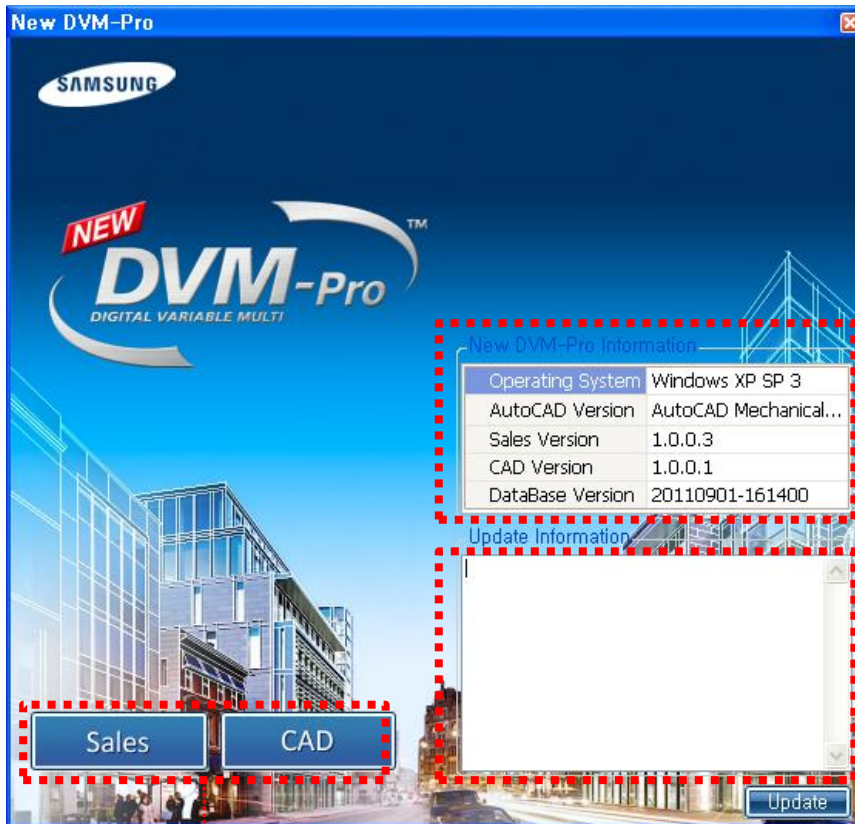 New DVM-Pro
SAMSUNG
NEW
DVM-Pro™
DIGITAL VARIABLE MULTI
New DVM-Pro Information
Operating System Windows XP SP 3
AutoCAD Version AutoCAD Mechanical...
Sales Version 1.0.0.3
CAD Version 1.0.0.1
DataBase Version 20110901-161400
Update Information
Sales CAD
Update